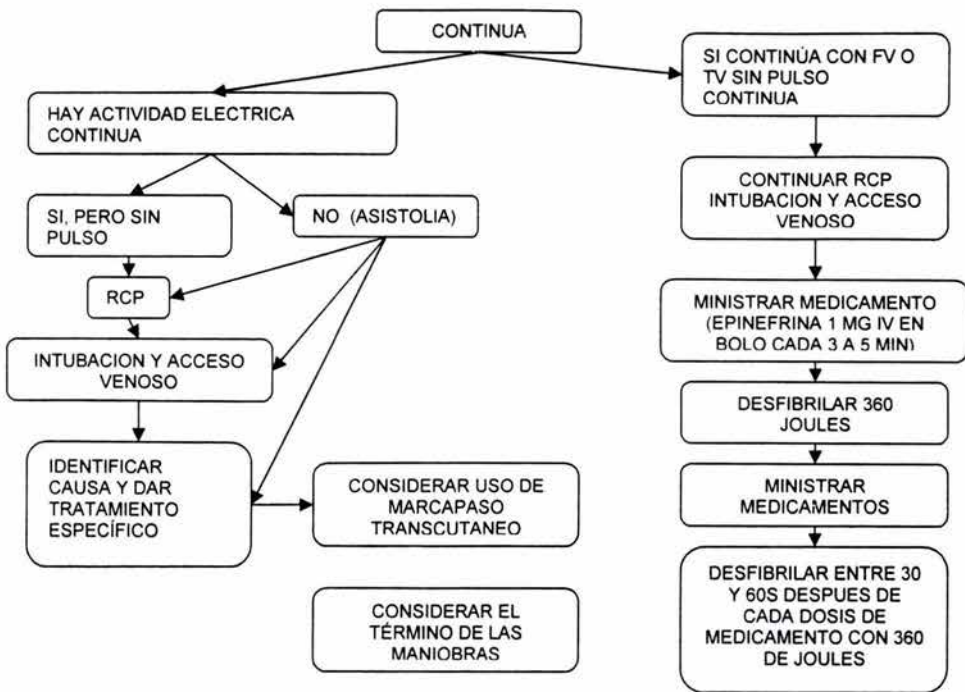 CONTINUA
HAY ACTIVIDAD ELECTRICA
CONTINUA
SI, PERO SIN
PULSO
NO (ASISTOLIA)
RCP
INTUBACION Y ACCESO
VENOSO
IDENTIFICAR
CAUSA Y DAR
TRATAMIENTO
ESPECÍFICO
CONSIDERAR USO DE
MARCAPASO
TRANSCUTANEO
CONSIDERAR EL
TÉRMINO DE LAS
MANIOBRAS
SI CONTINÚA CON FV O
TV SIN PULSO
CONTINUA
CONTINUAR RCP
INTUBACION Y ACCESO
VENOSO
MINISTRAR MEDICAMENTO
(EPINEFRINA 1 MG IV EN
BOLO CADA 3 A 5 MIN)
DESFIBRILAR 360
JOULES
MINISTRAR
MEDICAMENTOS
DESFIBRILAR ENTRE 30
Y 60S DESPUES DE
CADA DOSIS DE
MEDICAMENTO CON 360
DE JOULES